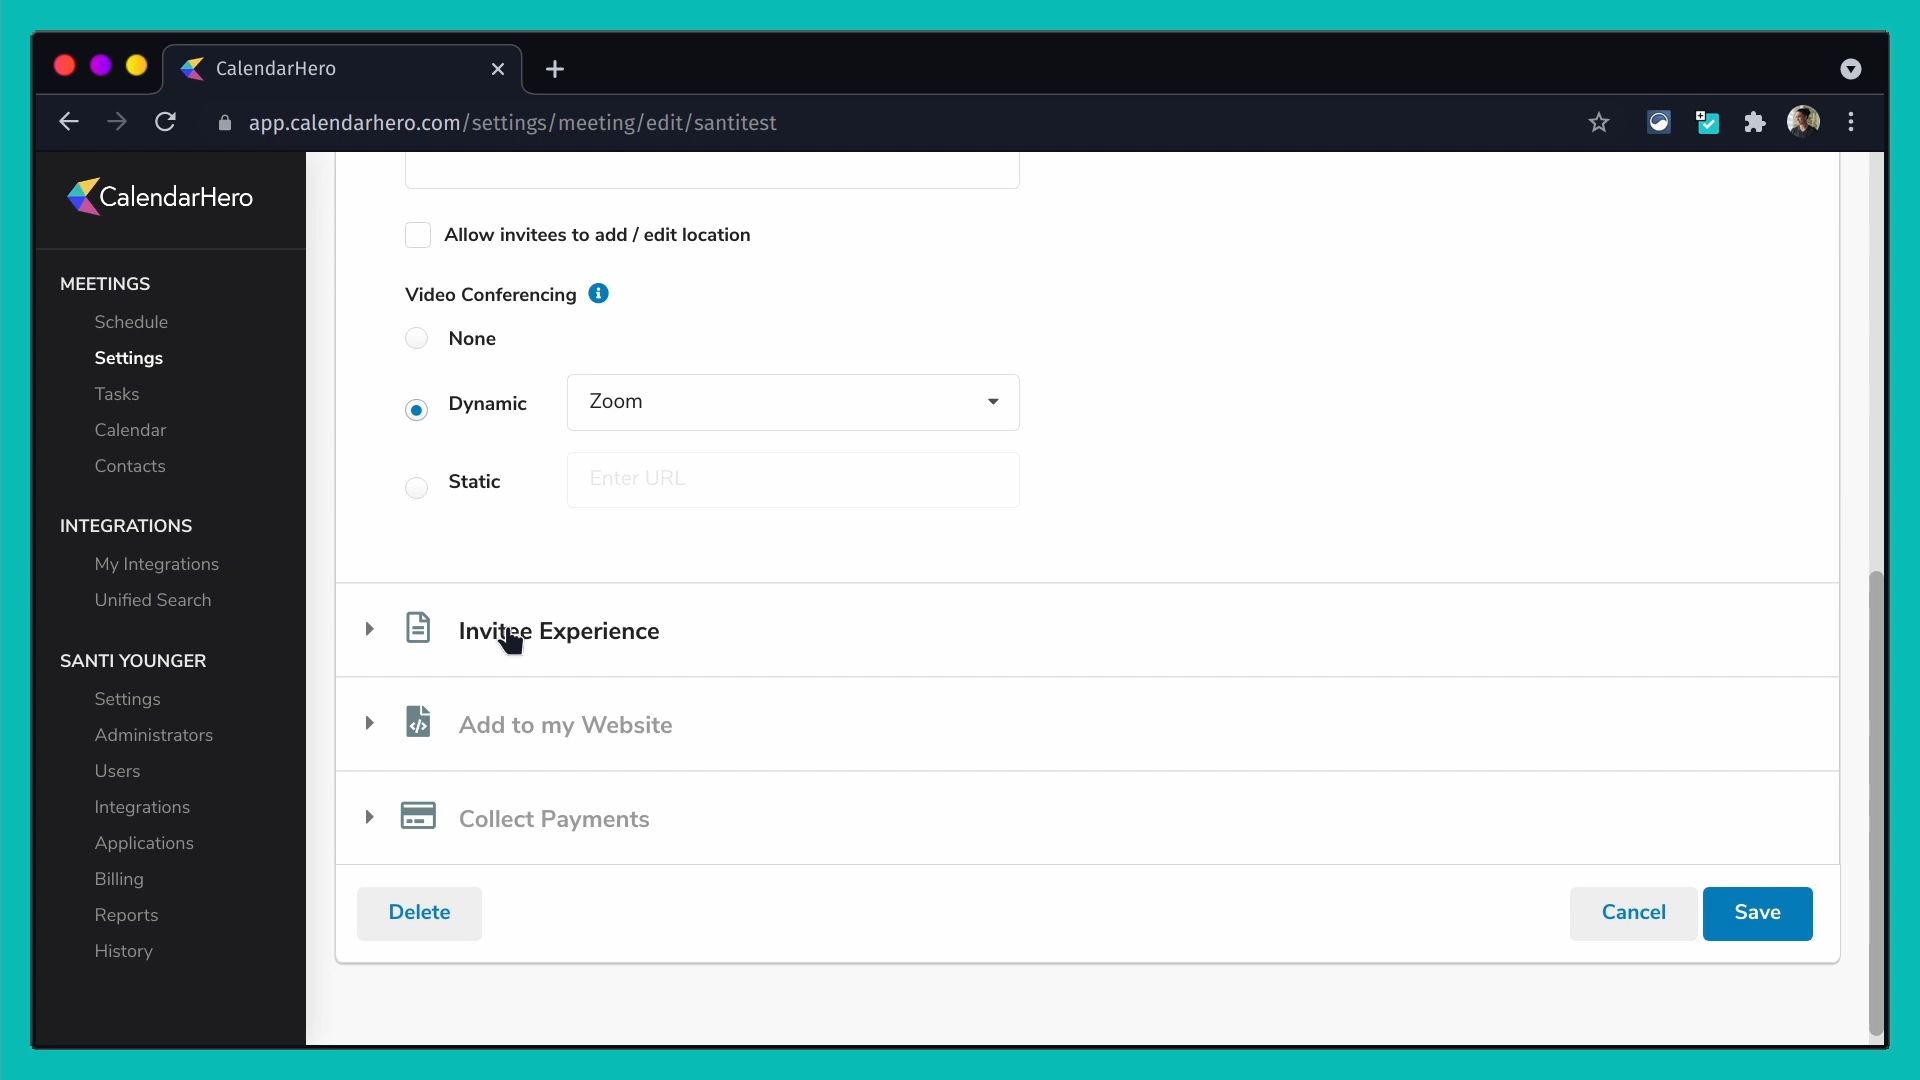 CalendarHero
app.calendarhero.com/settings/meeting/edit/santitest
CalendarHero
MEETINGS
Schedule
Settings
Tasks
Calendar
Contacts
INTEGRATIONS
My Integrations
Unified Search
SANTI YOUNGER
Settings
Administrators
Users
Integrations
Applications
Billing
Reports
History
Allow invitees to add / edit location
Video Conferencing
None
Dynamic Zoom
Static Enter URL
Invitee Experience
Add to my Website
Collect Payments
Delete Cancel Save